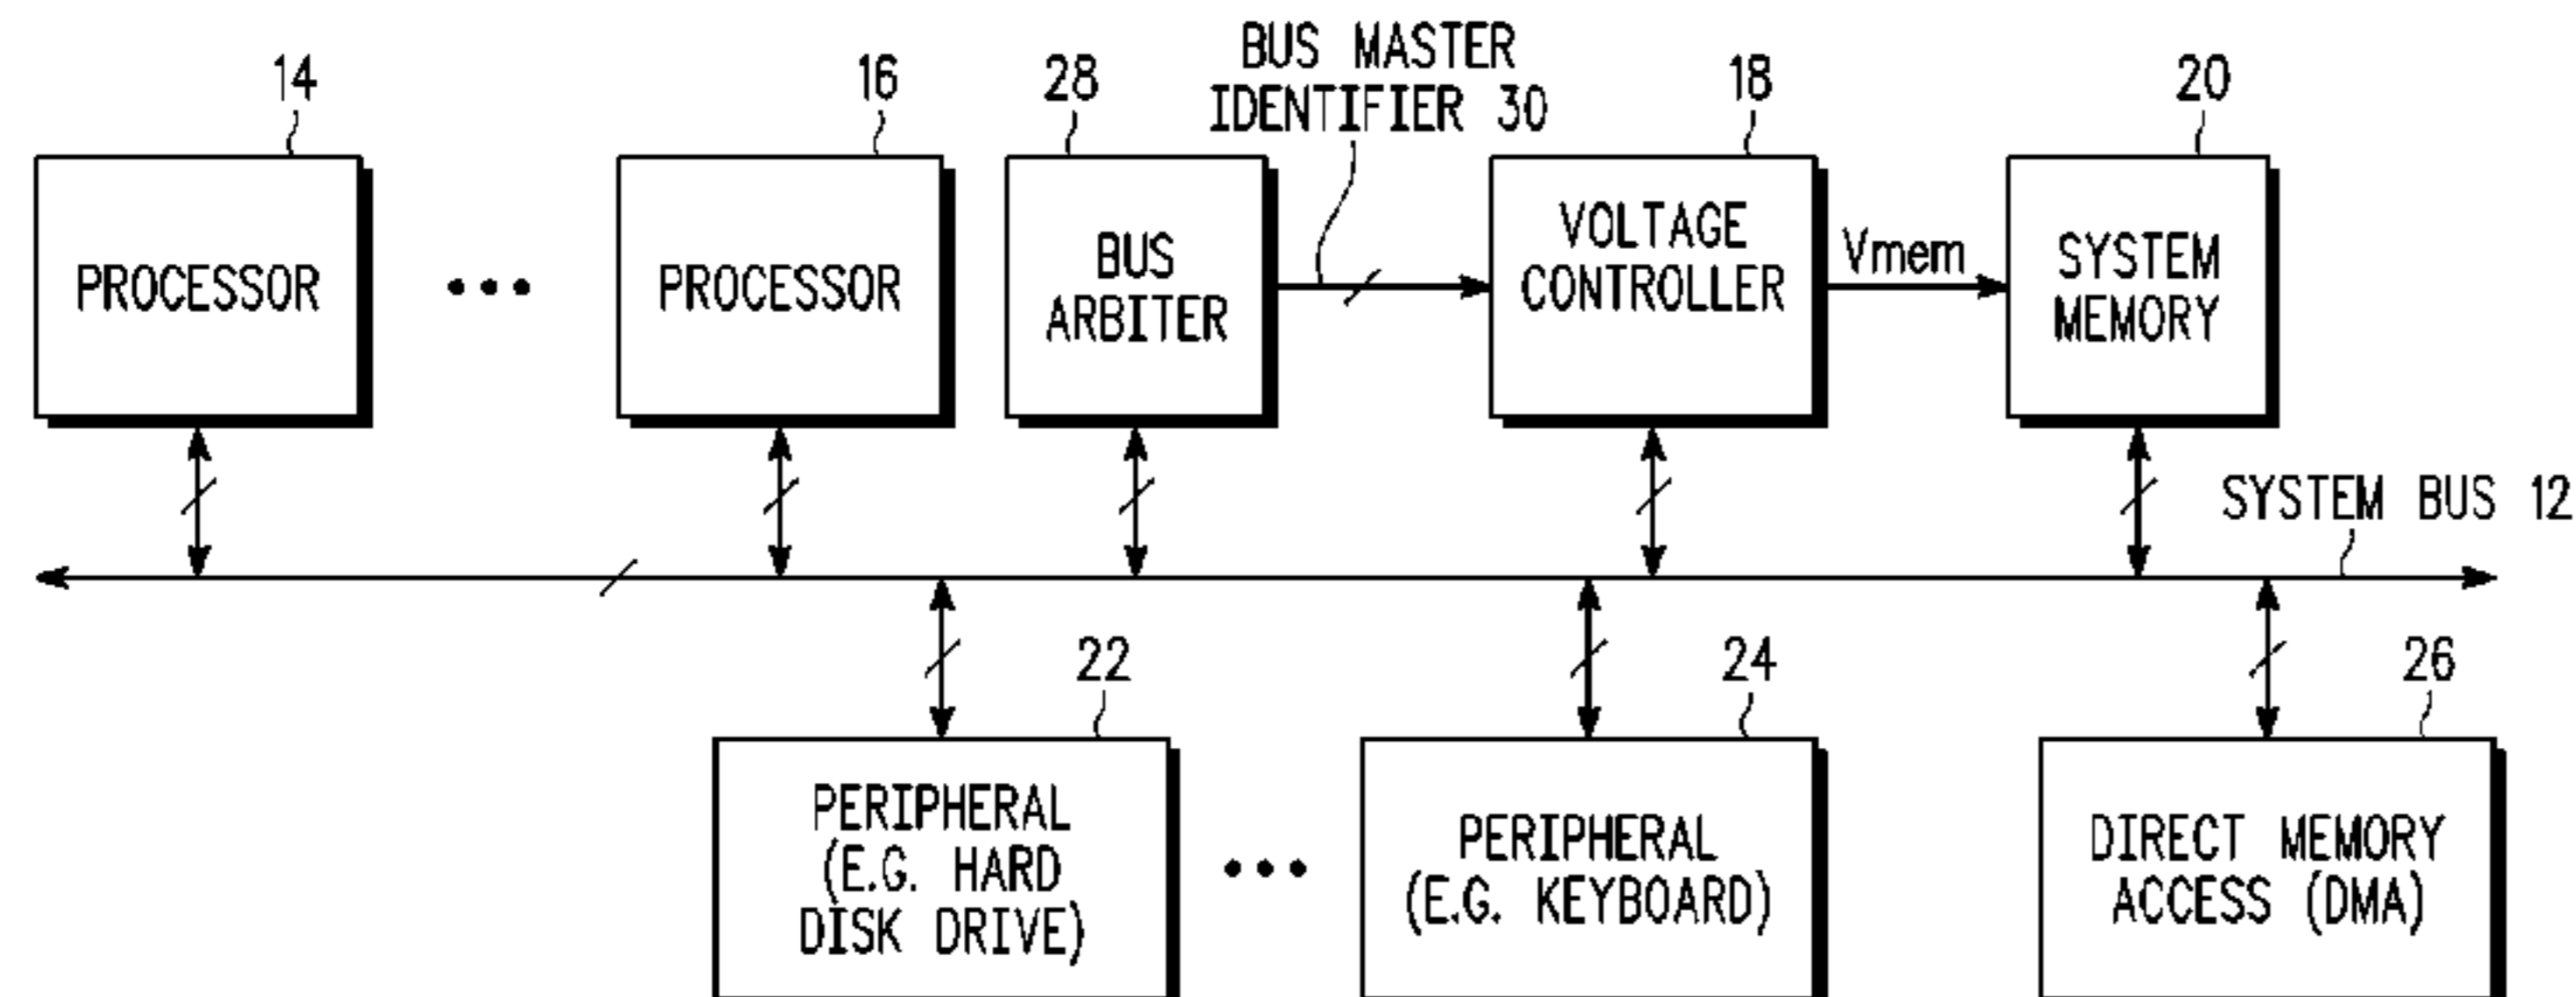 14
16
28
BUS MASTER
IDENTIFIER 30
18
20
PROCESSOR
PROCESSOR
BUS
ARBITER
VOLTAGE
CONTROLLER
Vmem
SYSTEM
MEMORY
SYSTEM BUS 12
22
24
26
PERIPHERAL
(E.G. HARD
DISK DRIVE)
PERIPHERAL
(E.G. KEYBOARD)
DIRECT MEMORY
ACCESS (DMA)